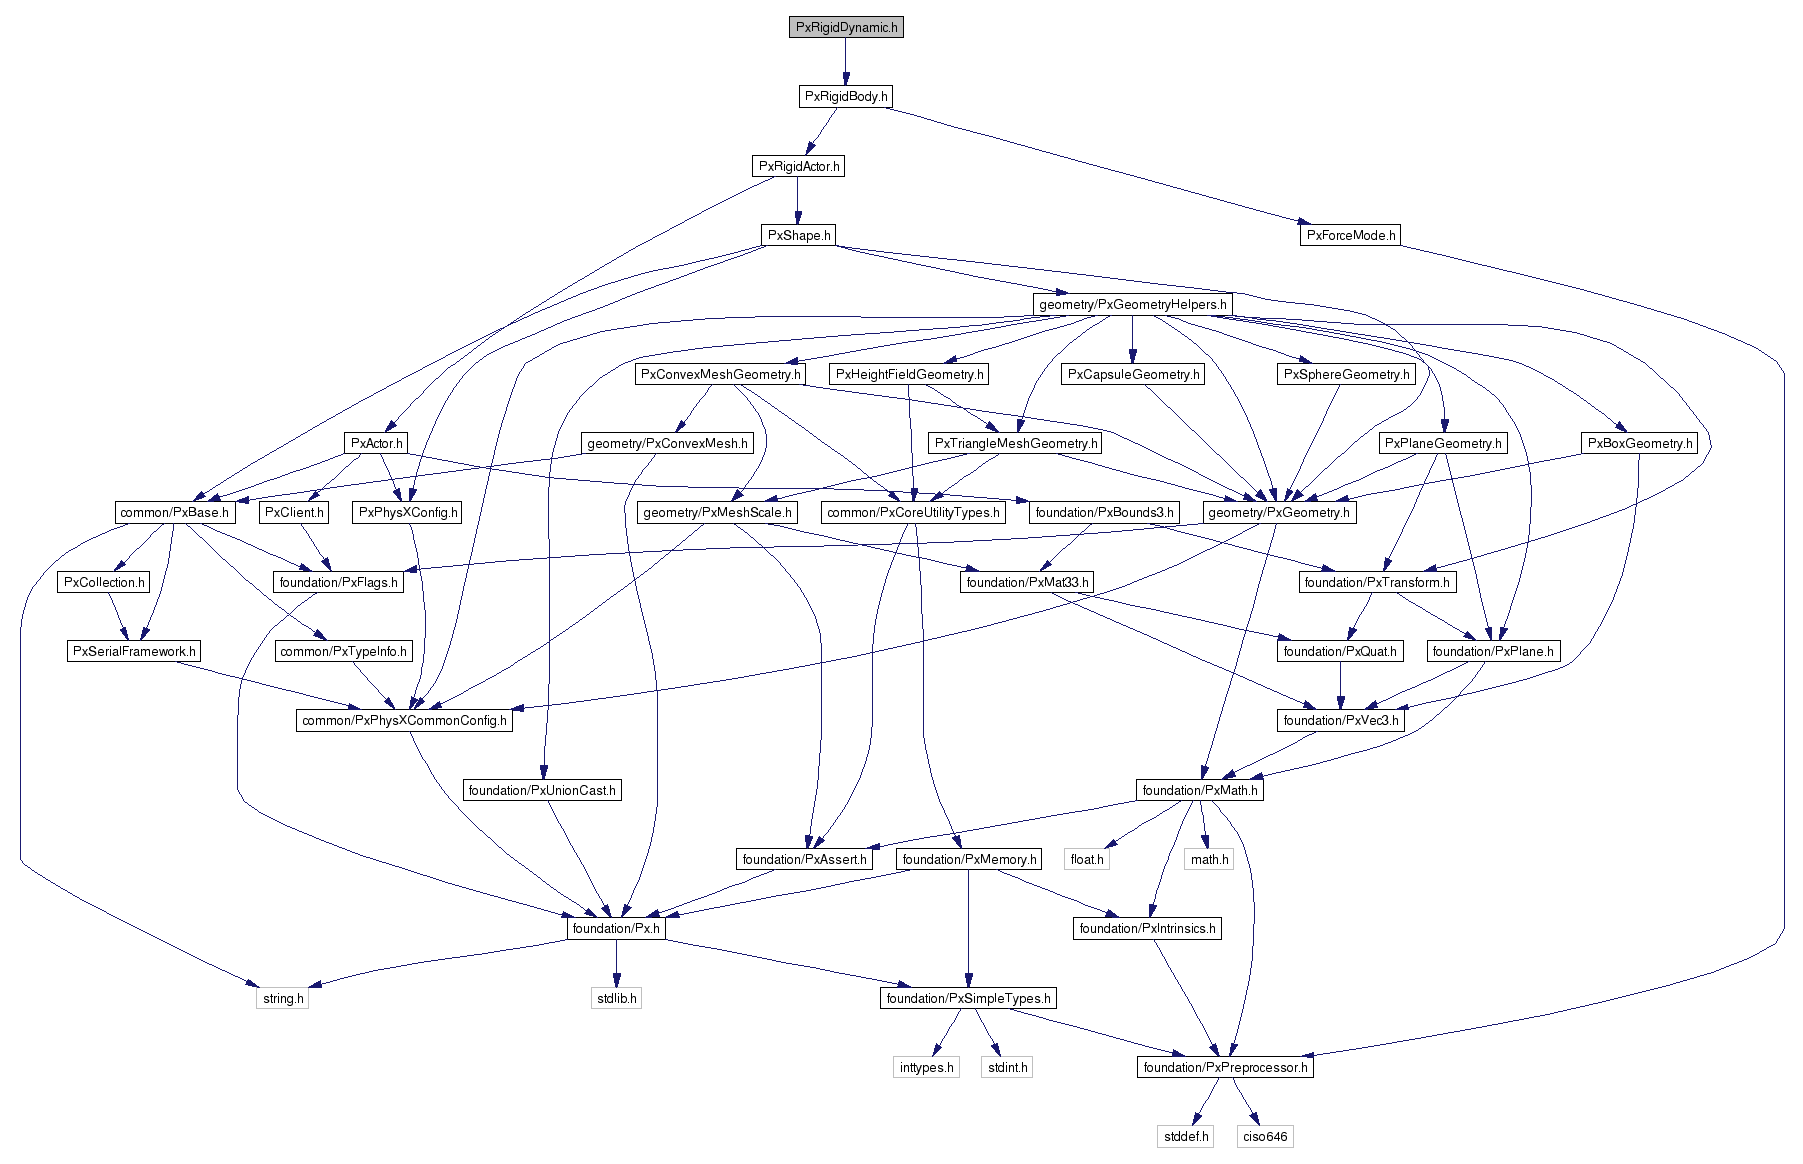 PxRigidDynamic.h
PxRigidBody.h
PxRigidActor.h
PxShape.h
PxForceMode.h
geometry/PxGeometryHelpers.h
PxConvexMeshGeometry.h
PxHeightFieldGeometry.h
PxCapsuleGeometry.h
PxSphereGeometry.h
PxActor.h
geometry/PxConvexMesh.h
PxTriangleMeshGeometry.h
PxPlaneGeometry.h
PxBoxGeometry.h
common/PxBase.h
PxClient.h
PxPhysXConfig.h
geometry/PxMeshScale.h
common/PxCoreUtilityTypes.h
foundation/PxBounds3.h
geometry/PxGeometry.h
PxCollection.h
foundation/PxFlags.h
foundation/PxMat33.h
foundation/PxTransform.h
PxSerialFramework.h
common/PxTypeInfo.h
foundation/PxQuat.h
foundation/PxPlane.h
common/PxPhysXCommonConfig.h
foundation/PxVec3.h
foundation/PxUnionCast.h
foundation/PxMath.h
foundation/PxAssert.h
foundation/PxMemory.h
float.h
math.h
foundation/Px.h
foundation/PxIntrinsics.h
string.h
stdlib.h
foundation/PxSimpleTypes.h
inttypes.h
stdint.h
foundation/PxPreprocessor.h
stddef.h
ciso646